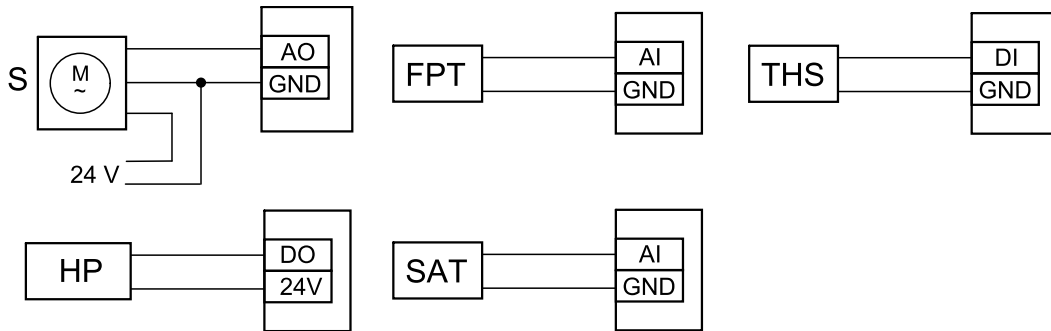 S
M
~
24 V
AO
GND
FPT
AI
GND
THS
DI
GND
HP
DO
24V
SAT
AI
GND